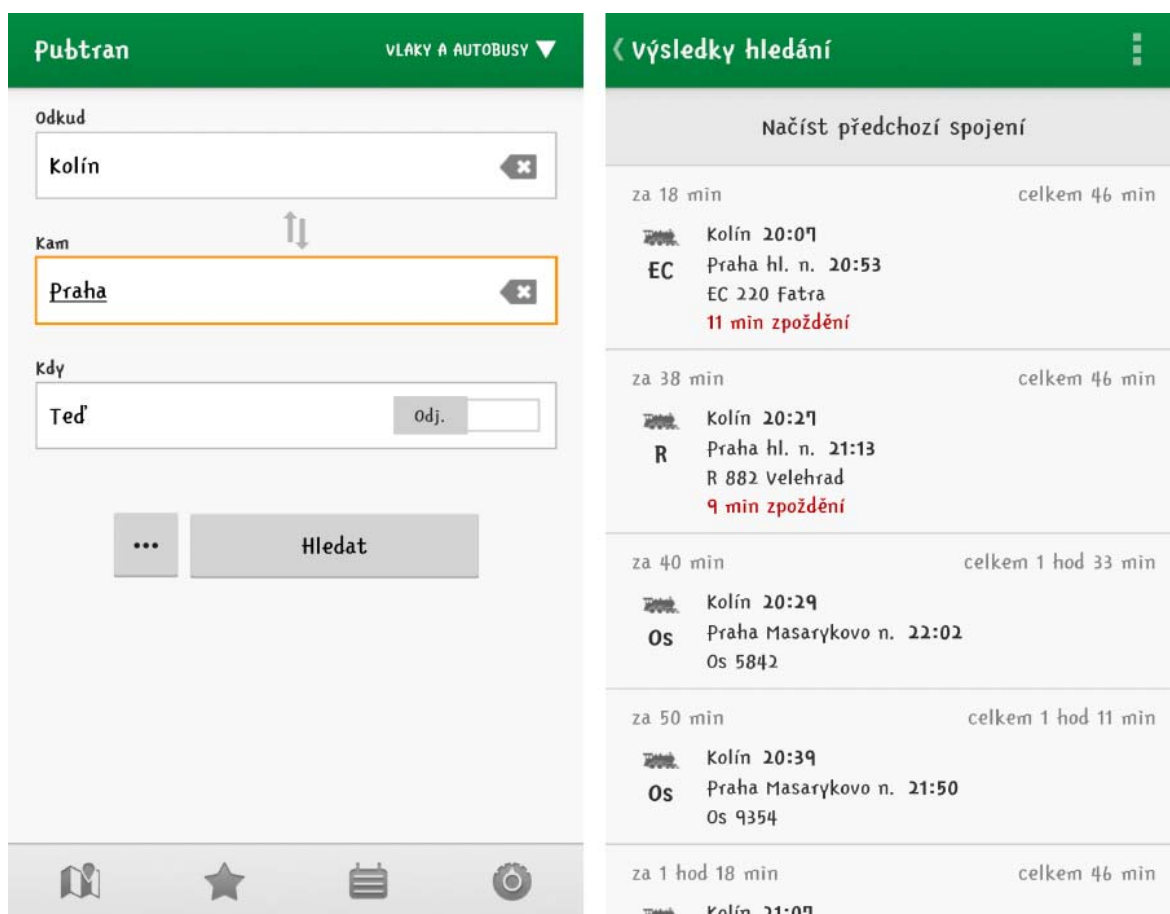 Pubtran
VLAKY A AUTOBUSY
Odkud
Kolín
Kam
Praha
Kdy
Teď
Odj.
Hledat
Výsledky hledání
Načíst předchozí spojení
za 18 min celkem 46 min
Kolín 20:07
EC Praha hl. n. 20:53
EC 220 Fatra
11 min zpoždění
za 38 min celkem 46 min
Kolín 20:27
R Praha hl. n. 21:13
R 882 Velehrad
9 min zpoždění
za 40 min celkem 1 hod 33 min
Kolín 20:29
Os Praha Masarykovo n. 22:02
Os 5842
za 50 min celkem 1 hod 11 min
Kolín 20:39
Os Praha Masarykovo n. 21:50
Os 9354
za 1 hod 18 min celkem 46 min
Kolín 21:07